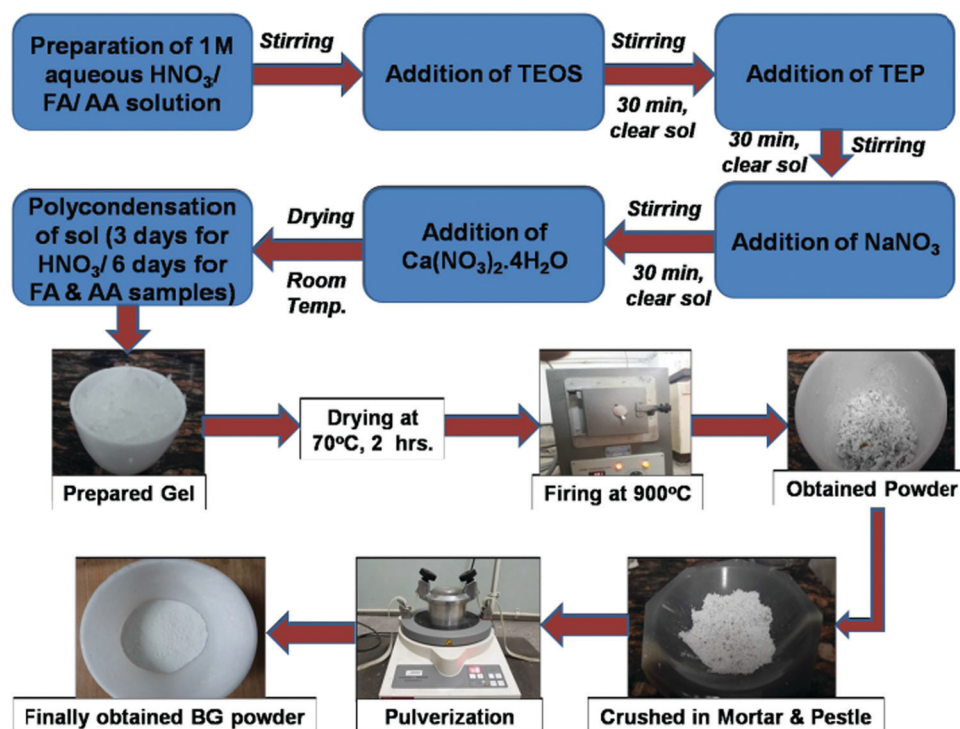 Preparation of 1M
aqueous HNO₃/
FA/ AA solution
Stirring
Addition of TEOS
Stirring
30 min,
clear sol
Addition of TEP
30 min,
clear sol
Stirring
Addition of NaNO₃
Stirring
30 min,
clear sol
Addition of
Ca(NO₃)₂.4H₂O
Drying
Room
Temp.
Polycondensation
of sol (3 days for
HNO₃/ 6 days for
FA & AA samples)
Prepared Gel
Drying at
70ºC, 2 hrs.
Firing at 900ºC
Obtained Powder
Crushed in Mortar & Pestle
Pulverization
Finally obtained BG powder